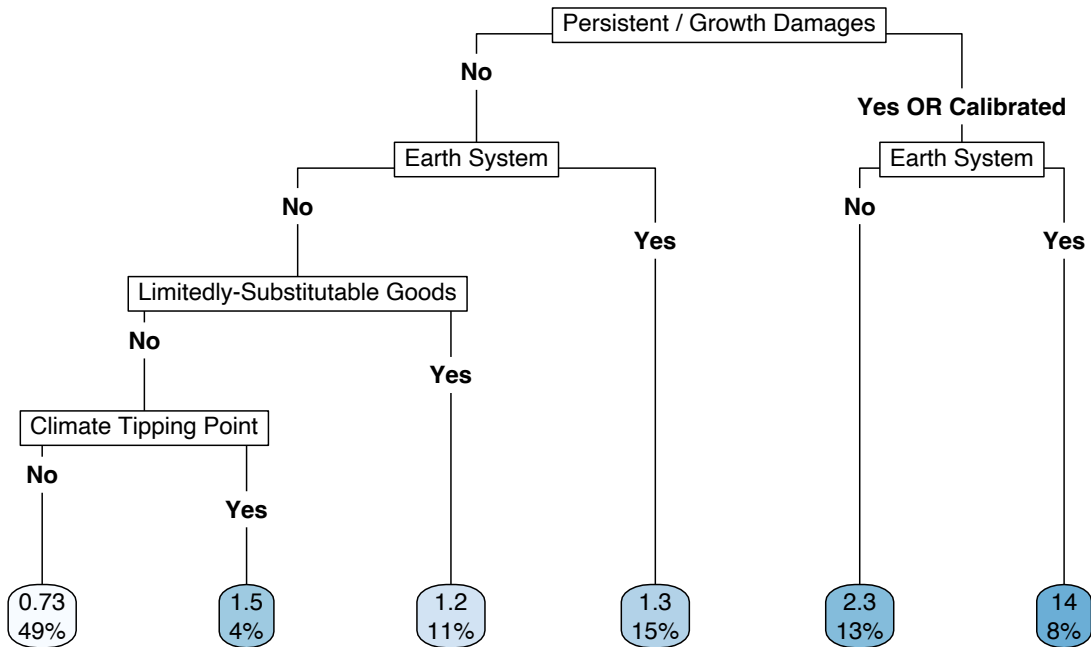 Persistent / Growth Damages
No
Yes OR Calibrated
Earth System
Earth System
No
No
Yes
Yes
Limitedly-Substitutable Goods
No
Yes
Climate Tipping Point
No
Yes
0.73
49%
1.5
4%
1.2
11%
1.3
15%
2.3
13%
14
8%